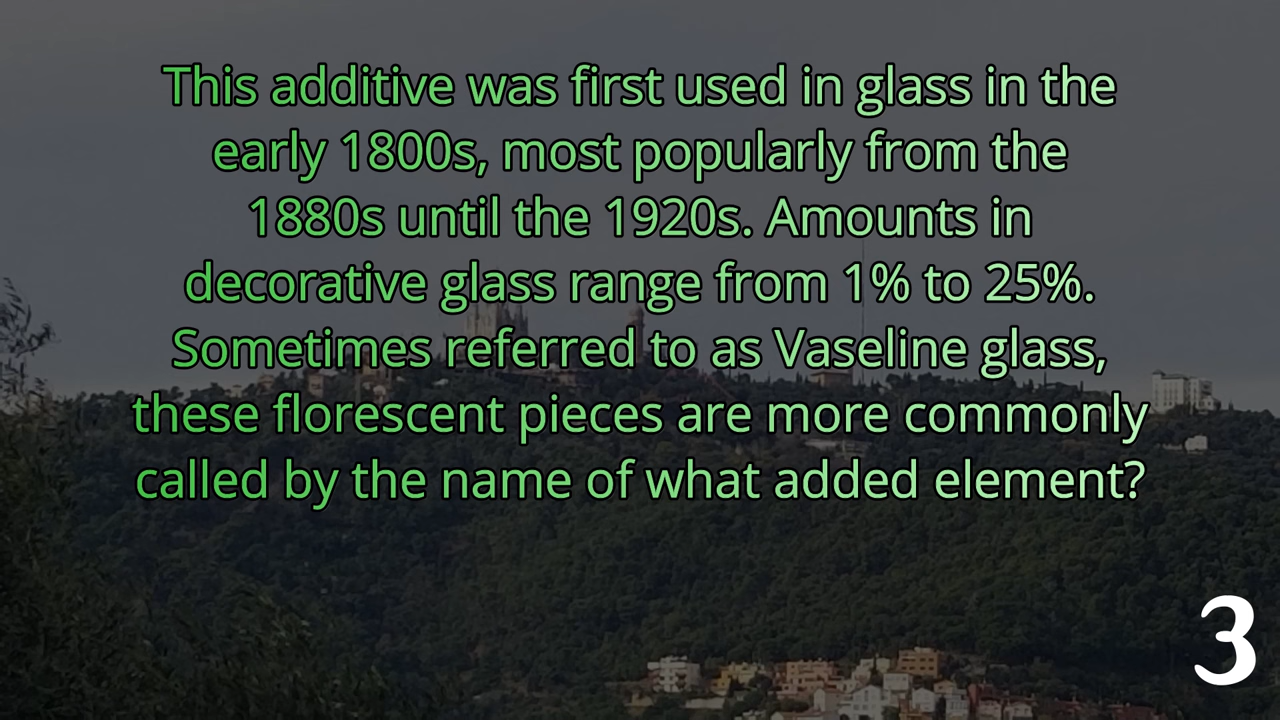 This additive was first used in glass in the
early 1800s, most popularly from the
1880s until the 1920s. Amounts in
decorative glass range from 1% to 25%.
Sometimes referred to as Vaseline glass,
these florescent pieces are more commonly
called by the name of what added element?
3